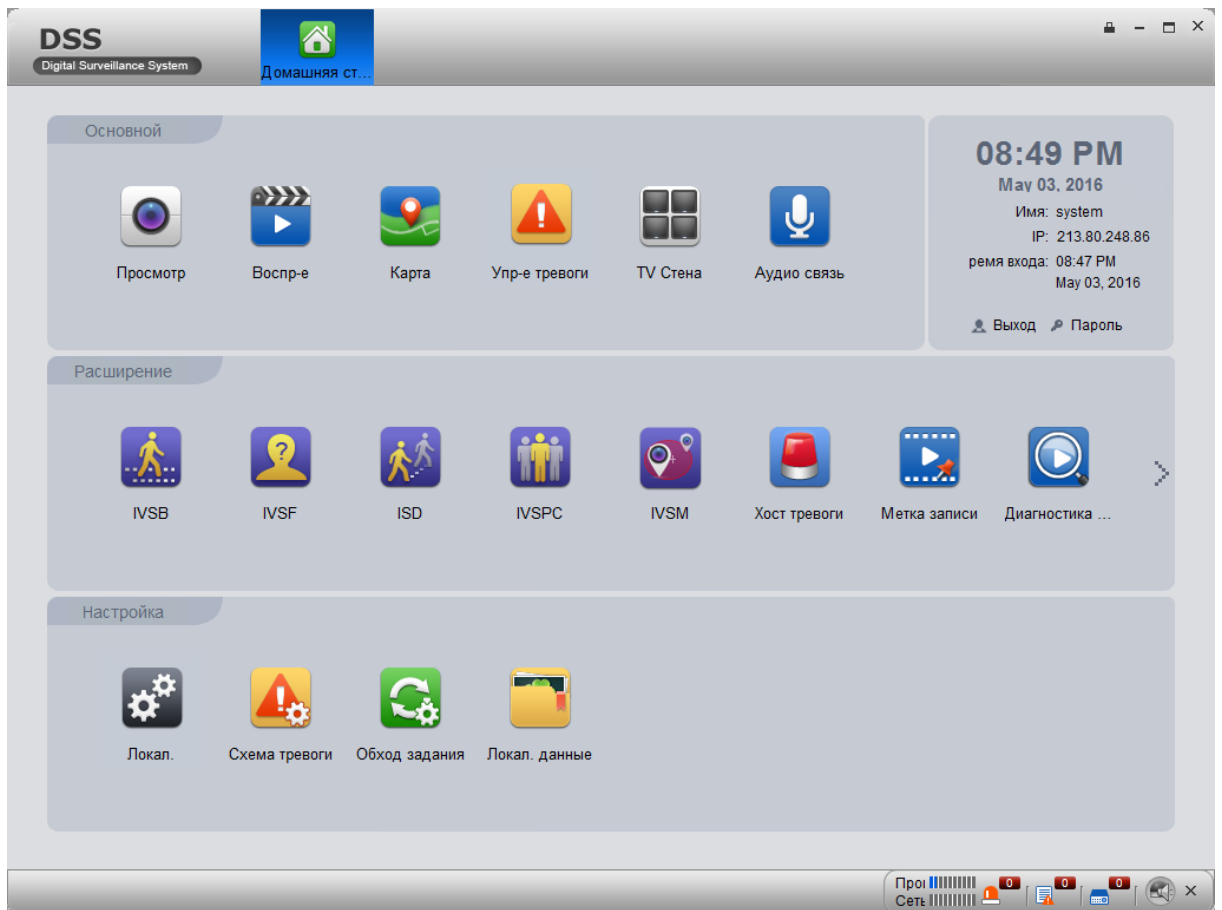 DSS
Digital Surveillance System
Домашняя ст...
Основной
Просмотр
Воспр-е
Карта
Упр-е тревоги
TV Стена
Аудио связь
08:49 PM
May 03, 2016
Имя: system
IP: 213.80.248.86
ремя входа: 08:47 PM
May 03, 2016
Выход
Пароль
Расширение
IVSB
IVSF
ISD
IVSPC
IVSM
Хост тревоги
Метка записи
Диагностика ...
Настройка
Локал.
Схема тревоги
Обход задания
Локал. данные
Про
Сет
0
0
0